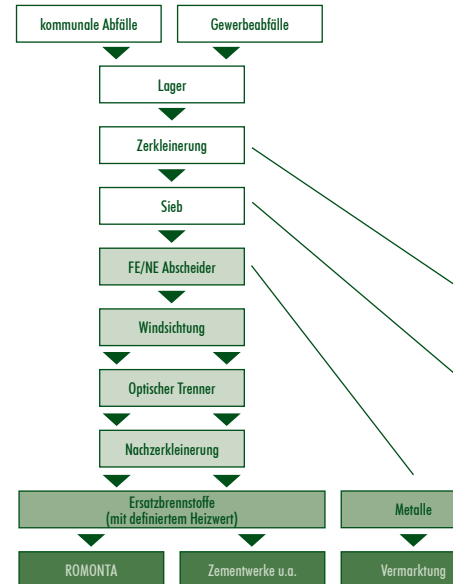 kommunale Abfälle
Gewerbeabfälle
Lager
Zerkleinerung
Sieb
FE/NE Abscheider
Windsichtung
Optischer Trenner
Nachzerkleinerung
Ersatzbrennstoffe
(mit definiertem Heizwert)
Metalle
ROMONTA
Zementwerke u.a.
Vermarktung